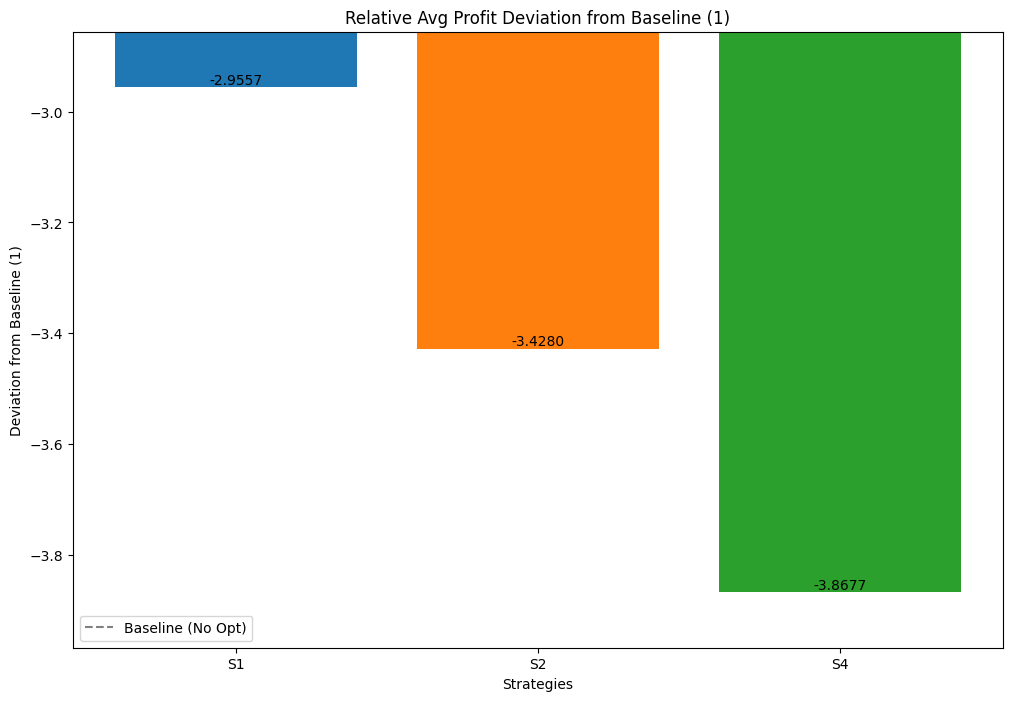 Relative Avg Profit Deviation from Baseline (1)
Deviation from Baseline (1)
−3.0
−3.2
−3.4
−3.6
−3.8
-2.9557
-3.4280
-3.8677
Baseline (No Opt)
S1
S2
S4
Strategies